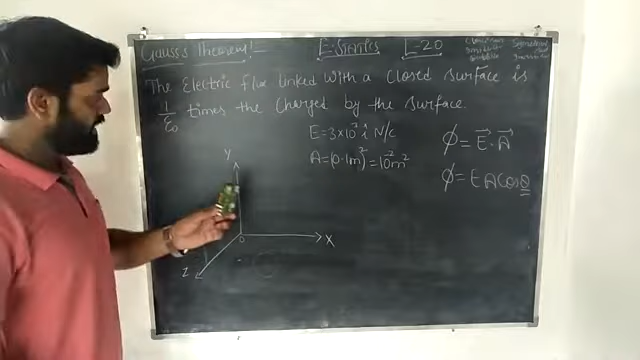 Gauss's Theorem:- E-Statics L-20
The Electric flux linked with a closed surface is
1/ε₀ times the charged by the surface.
E=3×10³ î N/c
A=(0.1m)²=10⁻²m²
ϕ=E⃗.A⃗
ϕ=EACosθ
Y
O
X
Z